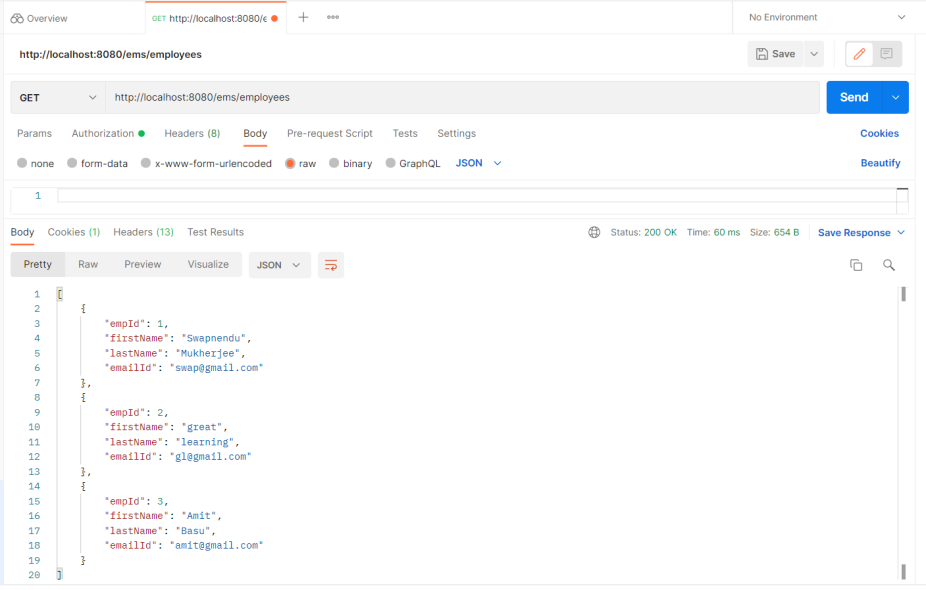 Overview
GET http://localhost:8080/e
No Environment
http://localhost:8080/ems/employees
Save
GET http://localhost:8080/ems/employees Send
Params Authorization Headers (8) Body Pre-request Script Tests Settings Cookies
none form-data x-www-form-urlencoded raw binary GraphQL JSON Beautify
1
Body Cookies (1) Headers (13) Test Results Status: 200 OK Time: 60 ms Size: 654 B Save Response
Pretty Raw Preview Visualize JSON
1 [
2 {
3 "empId": 1,
4 "firstName": "Swapnendu",
5 "lastName": "Mukherjee",
6 "emailId": "swap@gmail.com"
7 },
8 {
9 "empId": 2,
10 "firstName": "great",
11 "lastName": "learning",
12 "emailId": "gl@gmail.com"
13 },
14 {
15 "empId": 3,
16 "firstName": "Amit",
17 "lastName": "Basu",
18 "emailId": "amit@gmail.com"
19 }
20 ]